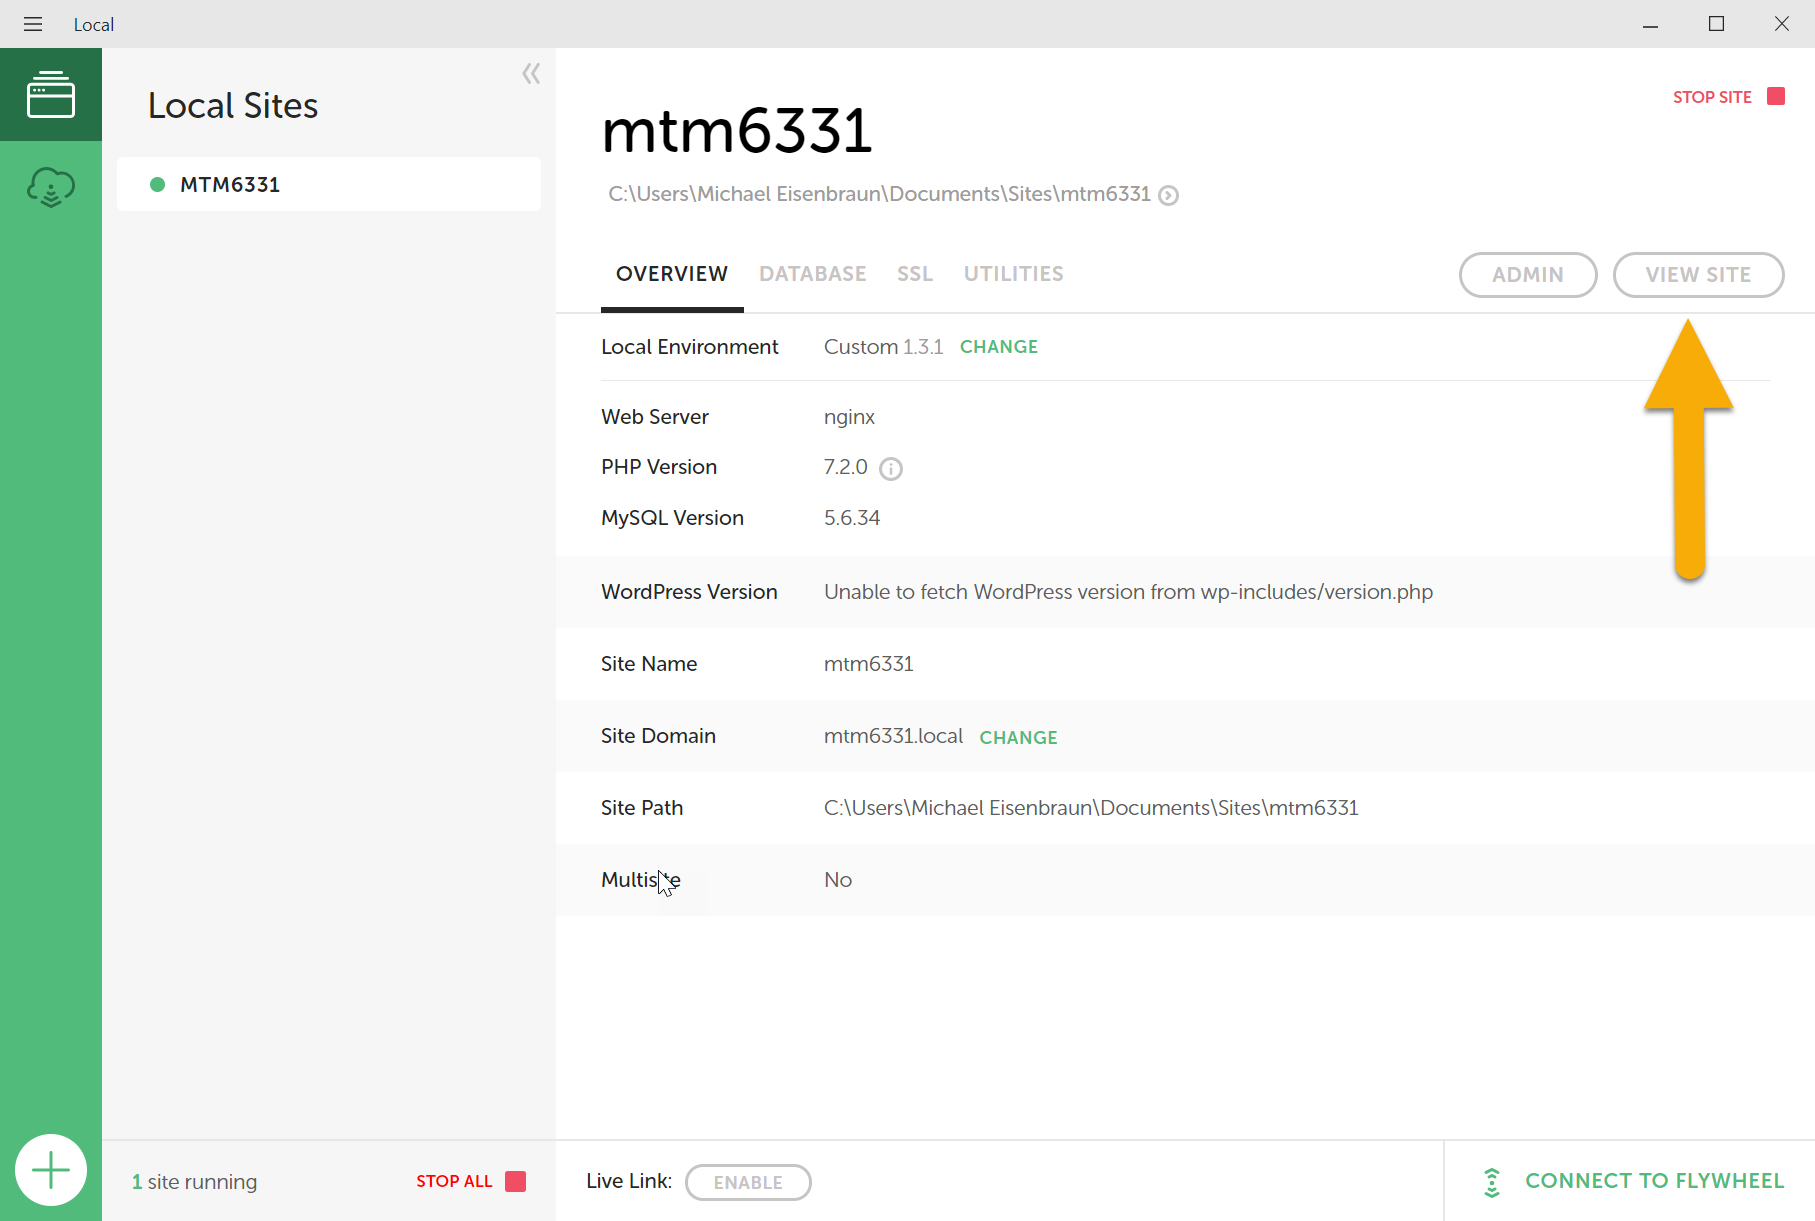 Local
Local Sites
MTM6331
STOP SITE
mtm6331
C:\Users\Michael Eisenbraun\Documents\Sites\mtm6331
OVERVIEW DATABASE SSL UTILITIES ADMIN VIEW SITE
Local Environment Custom 1.3.1 CHANGE
Web Server nginx
PHP Version 7.2.0
MySQL Version 5.6.34
WordPress Version Unable to fetch WordPress version from wp-includes/version.php
Site Name mtm6331
Site Domain mtm6331.local CHANGE
Site Path C:\Users\Michael Eisenbraun\Documents\Sites\mtm6331
Multisite No
1 site running STOP ALL
Live Link: ENABLE
CONNECT TO FLYWHEEL